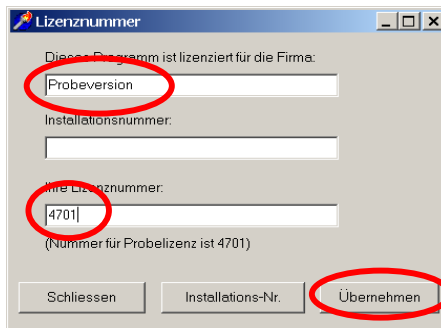 Lizenznummer
Dieses Programm ist lizenziert für die Firma:
Probeversion
Installationsnummer:
Ihre Lizenznummer:
4701
(Nummer für Probelizenz ist 4701)
Schliessen Installations-Nr. Übernehmen